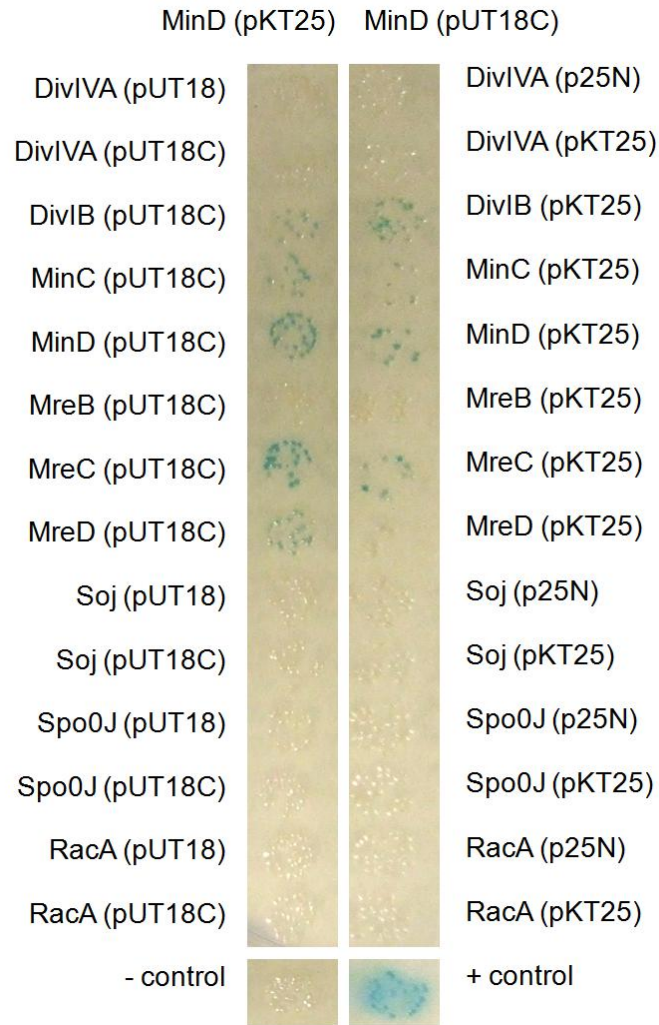 MinD (pKT25) MinD (pUT18C)
DivIVA (pUT18) DivIVA (p25N)
DivIVA (pUT18C) DivIVA (pKT25)
DivIB (pUT18C) DivIB (pKT25)
MinC (pUT18C) MinC (pKT25)
MinD (pUT18C) MinD (pKT25)
MreB (pUT18C) MreB (pKT25)
MreC (pUT18C) MreC (pKT25)
MreD (pUT18C) MreD (pKT25)
Soj (pUT18) Soj (p25N)
Soj (pUT18C) Soj (pKT25)
Spo0J (pUT18) Spo0J (p25N)
Spo0J (pUT18C) Spo0J (pKT25)
RacA (pUT18) RacA (p25N)
RacA (pUT18C) RacA (pKT25)
- control + control